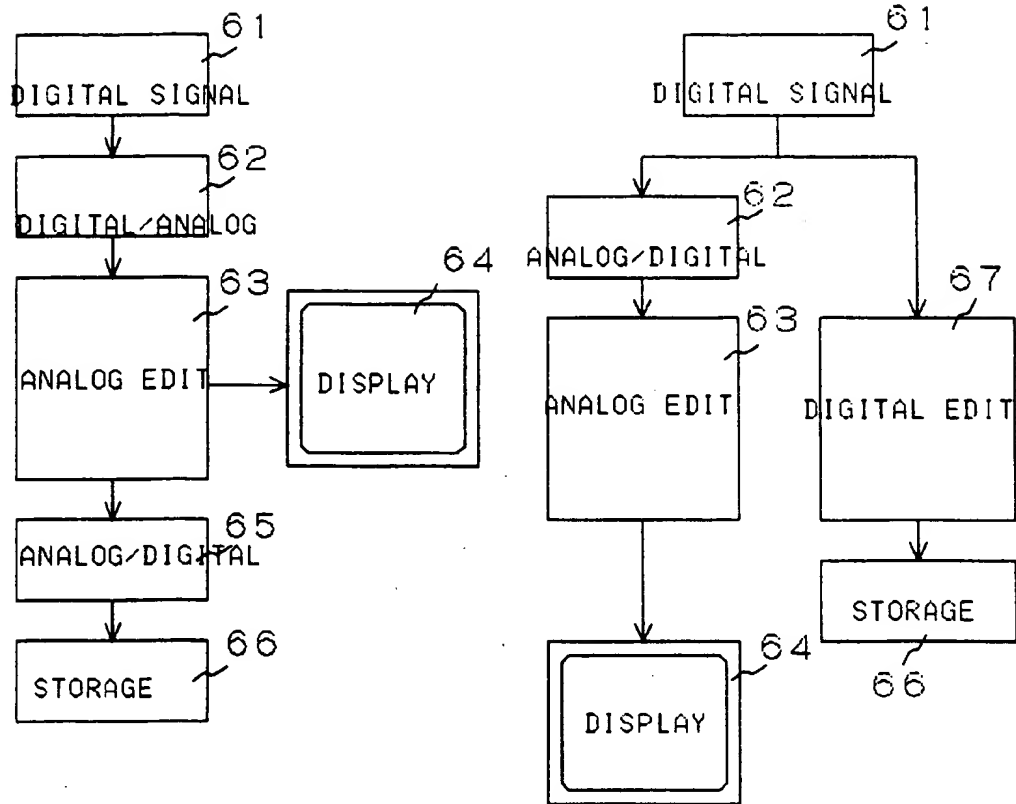 61
DIGITAL SIGNAL
62
DIGITAL/ANALOG
63
ANALOG EDIT
64
DISPLAY
65
ANALOG/DIGITAL
66
STORAGE
61
DIGITAL SIGNAL
62
ANALOG/DIGITAL
63
ANALOG EDIT
64
DISPLAY
67
DIGITAL EDIT
STORAGE
66